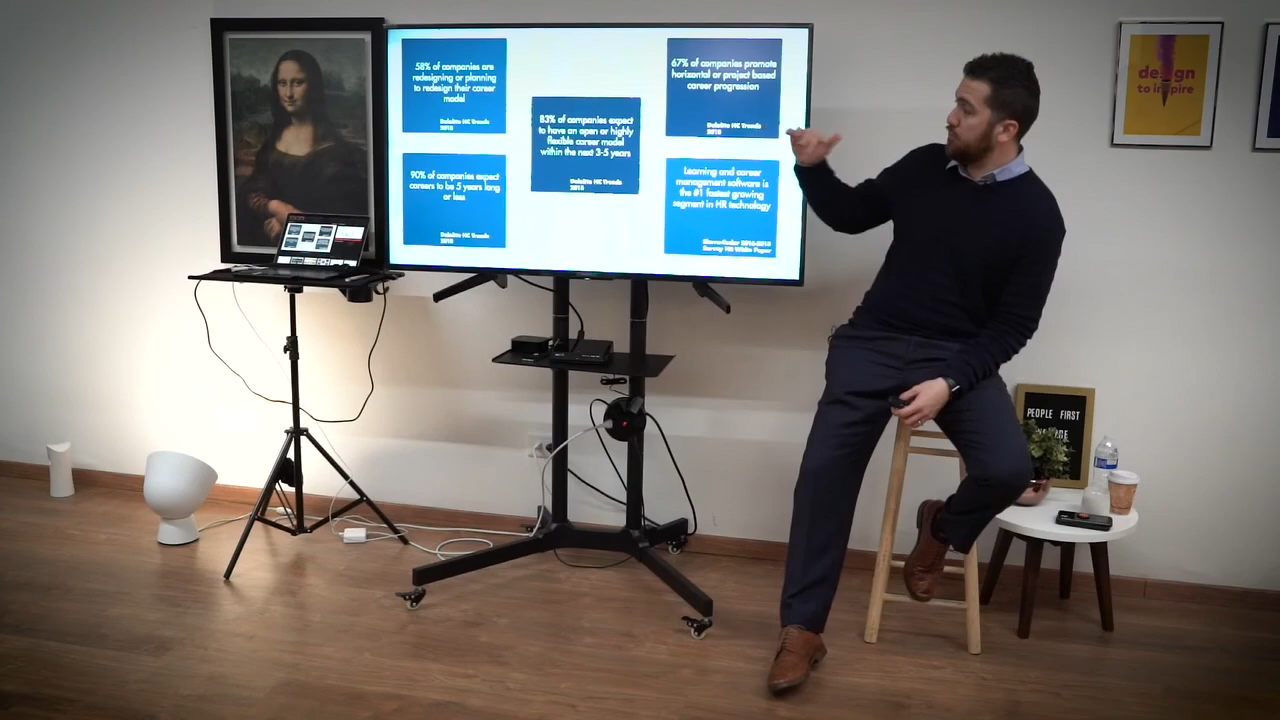 58% of companies are
redesigning or planning
to redesign their career
model
Deloitte HC Trends
2018
90% of companies expect
careers to be 5 years long
or less
Deloitte HC Trends
2018
83% of companies expect
to have an open or highly
flexible career model
within the next 3-5 years
Deloitte HC Trends
2018
67% of companies promote
horizontal or project based
career progression
Deloitte HC Trends
2018
Learning and career
management software is
the #1 fastest growing
segment in HR technology
Survey HR White Paper
design
to inspire
PEOPLE FIRST